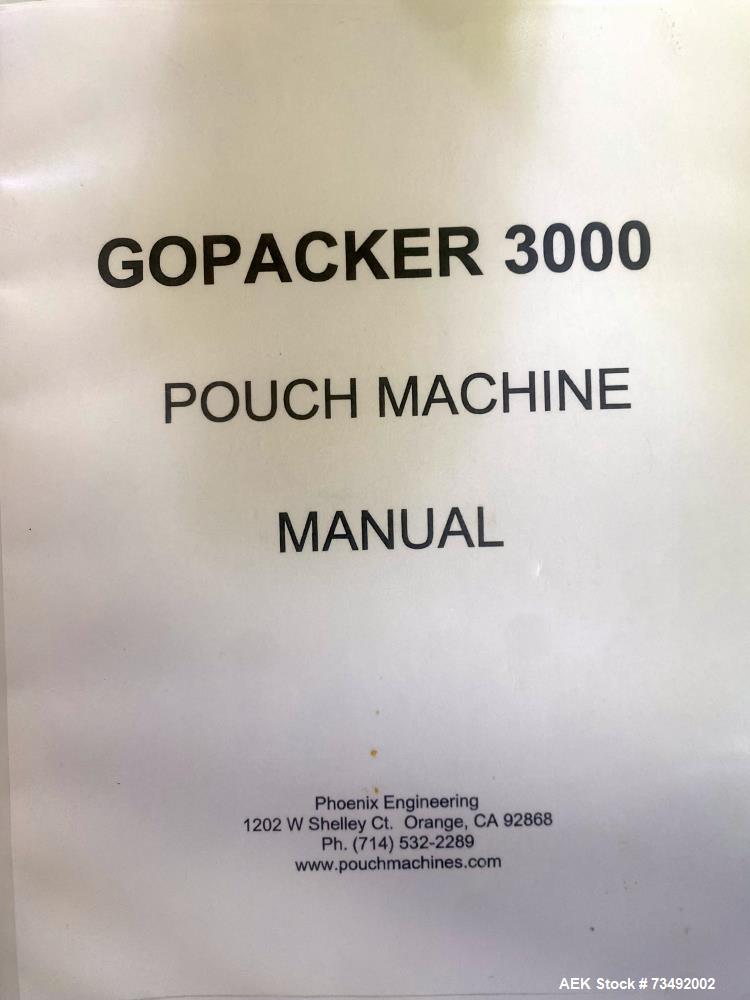 GOPACKER 3000
POUCH MACHINE
MANUAL
Phoenix Engineering
1202 W Shelley Ct. Orange, CA 92868
Ph. (714) 532-2289
www.pouchmachines.com
AEK Stock # 73492002